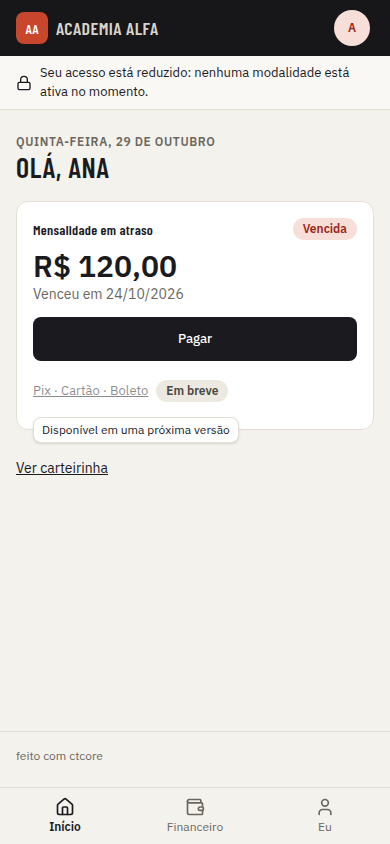 AA ACADEMIA ALFA A
Seu acesso está reduzido: nenhuma modalidade está
ativa no momento.
QUINTA-FEIRA, 29 DE OUTUBRO
OLÁ, ANA
Mensalidade em atraso Vencida
R$ 120,00
Venceu em 24/10/2026
Pagar
Pix · Cartão · Boleto Em breve
Disponível em uma próxima versão
Ver carteirinha
feito com ctcore
Início Financeiro Eu